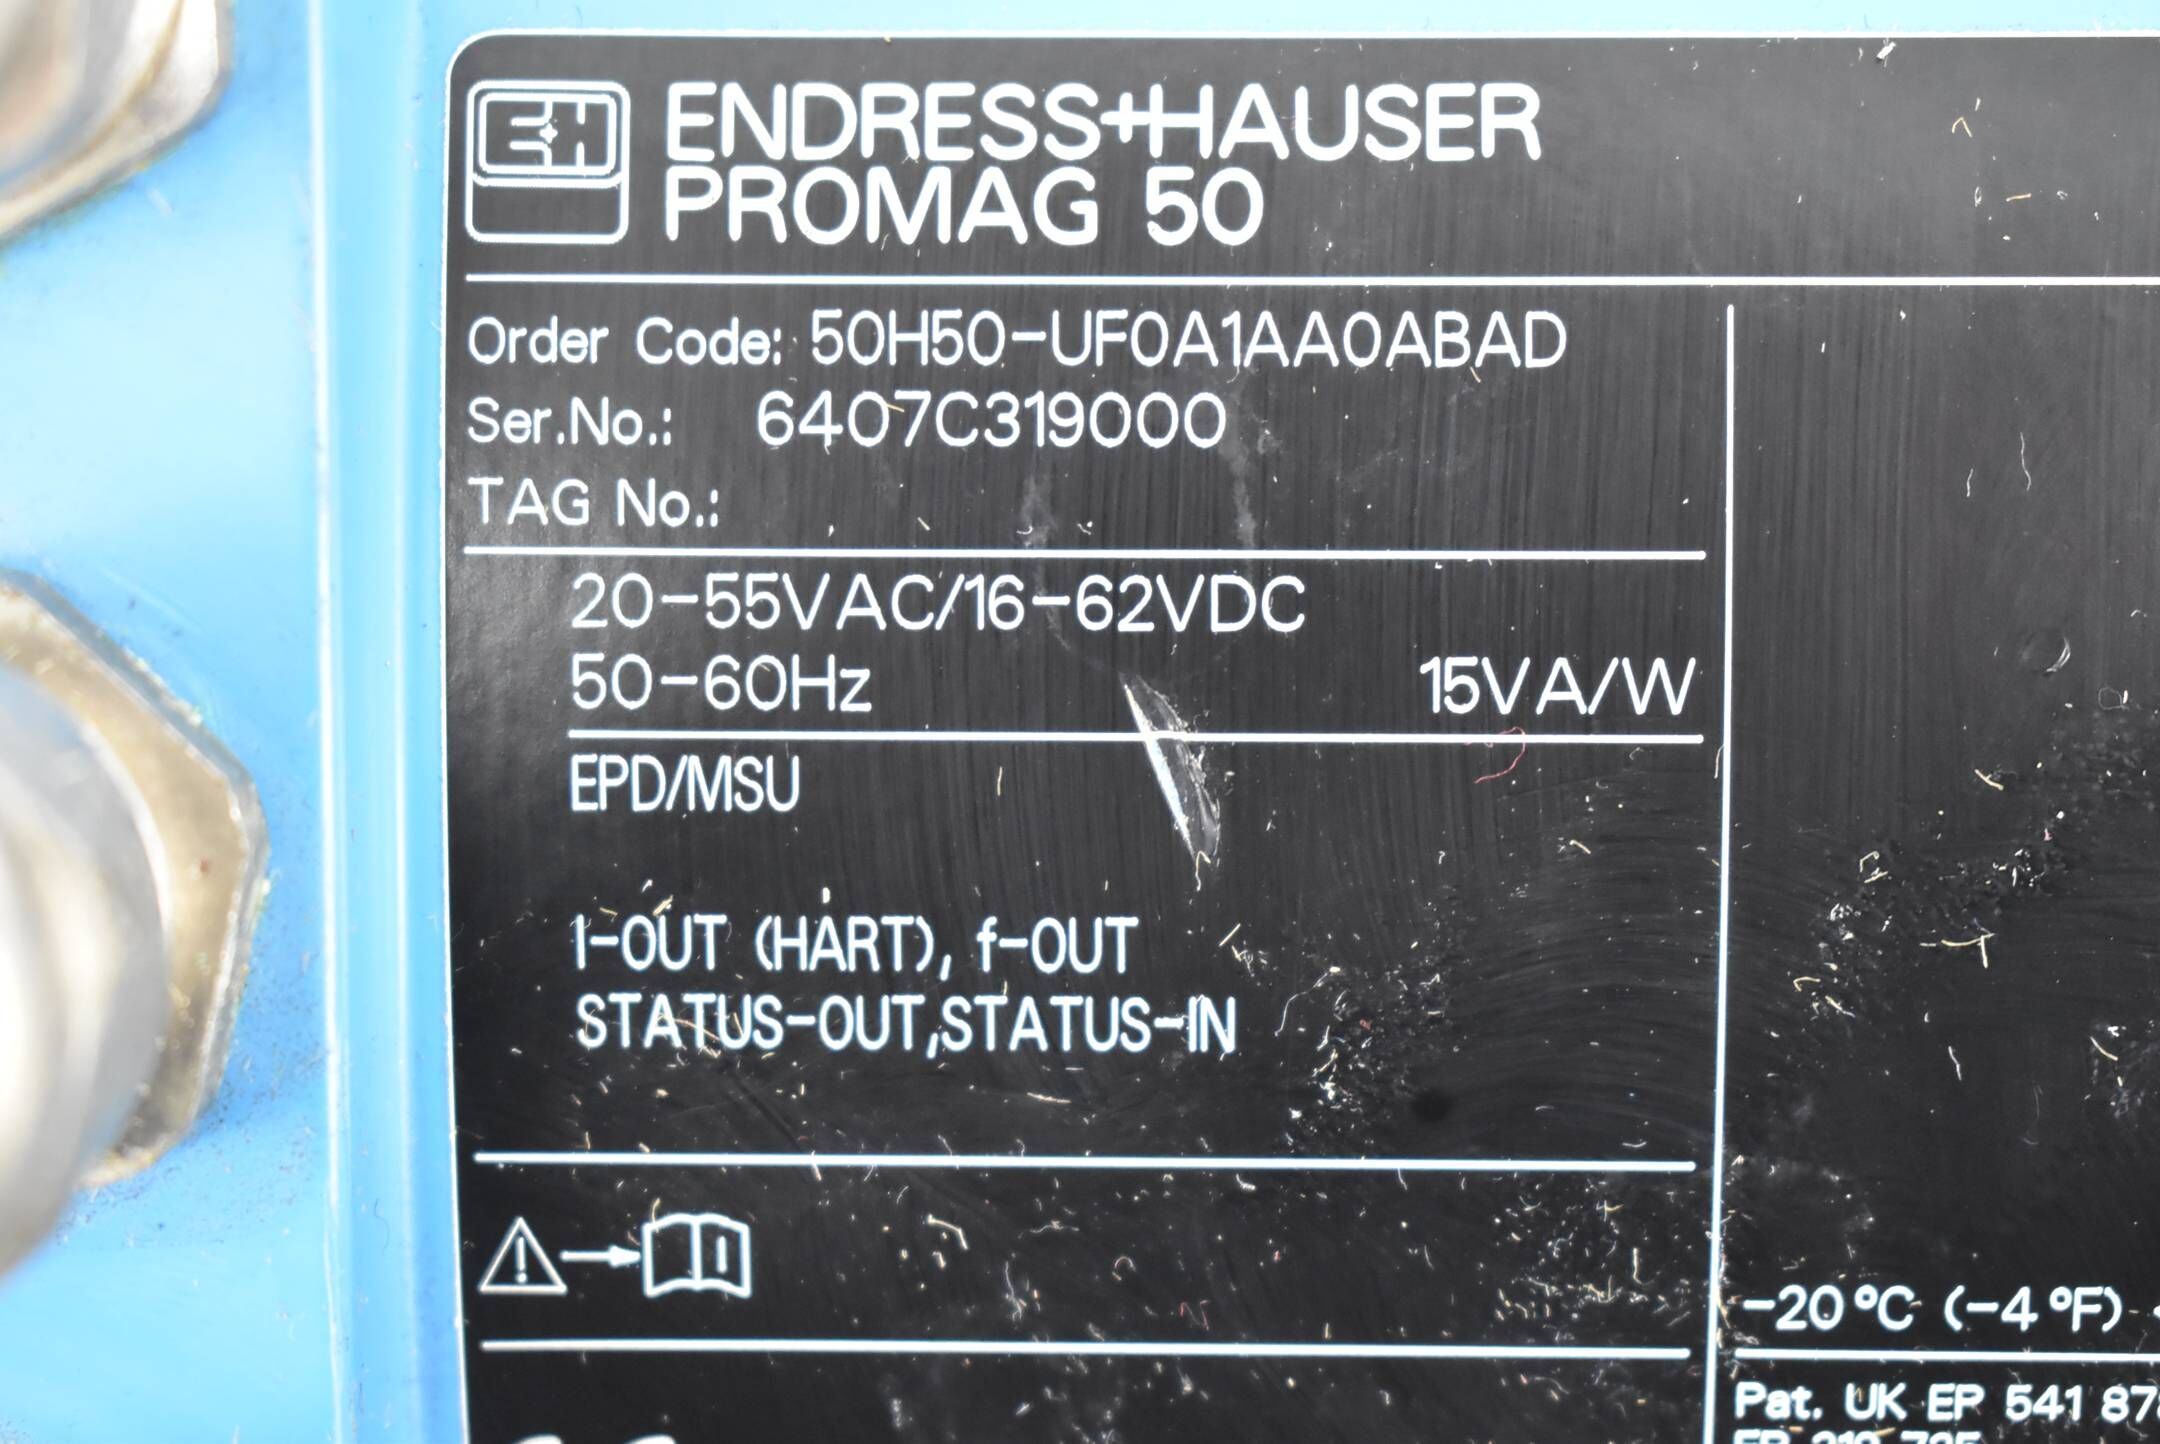 E+H
ENDRESS+HAUSER
PROMAG 50
Order Code: 50H50-UF0A1AA0ABAD
Ser.No.: 6407C319000
TAG No.:
20-55VAC/16-62VDC
50-60Hz 15VA/W
EPD/MSU
I-OUT (HART), f-OUT
STATUS-OUT,STATUS-IN
-20°C (-4°F)
Pat. UK EP 541 878